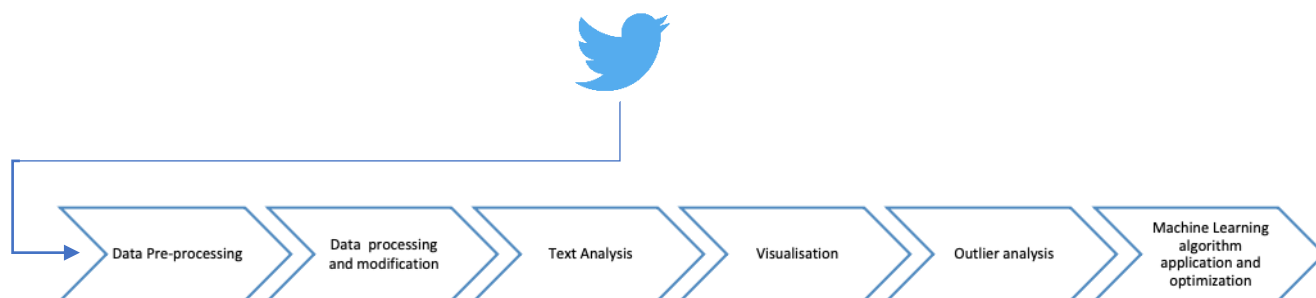 Data Pre-processing
Data processing
and modification
Text Analysis
Visualisation
Outlier analysis
Machine Learning
algorithm
application and
optimization